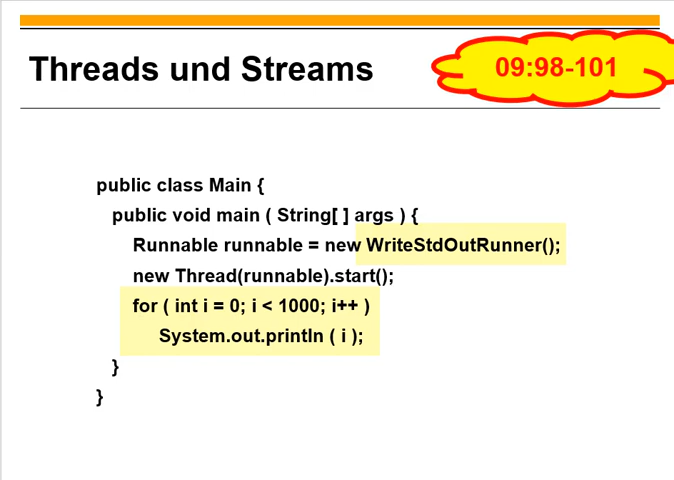 Threads und Streams
09:98-101
public class Main {
public void main ( String[ ] args ) {
Runnable runnable = new WriteStdOutRunner();
new Thread(runnable).start();
for ( int i = 0; i < 1000; i++ )
System.out.println ( i );
}
}